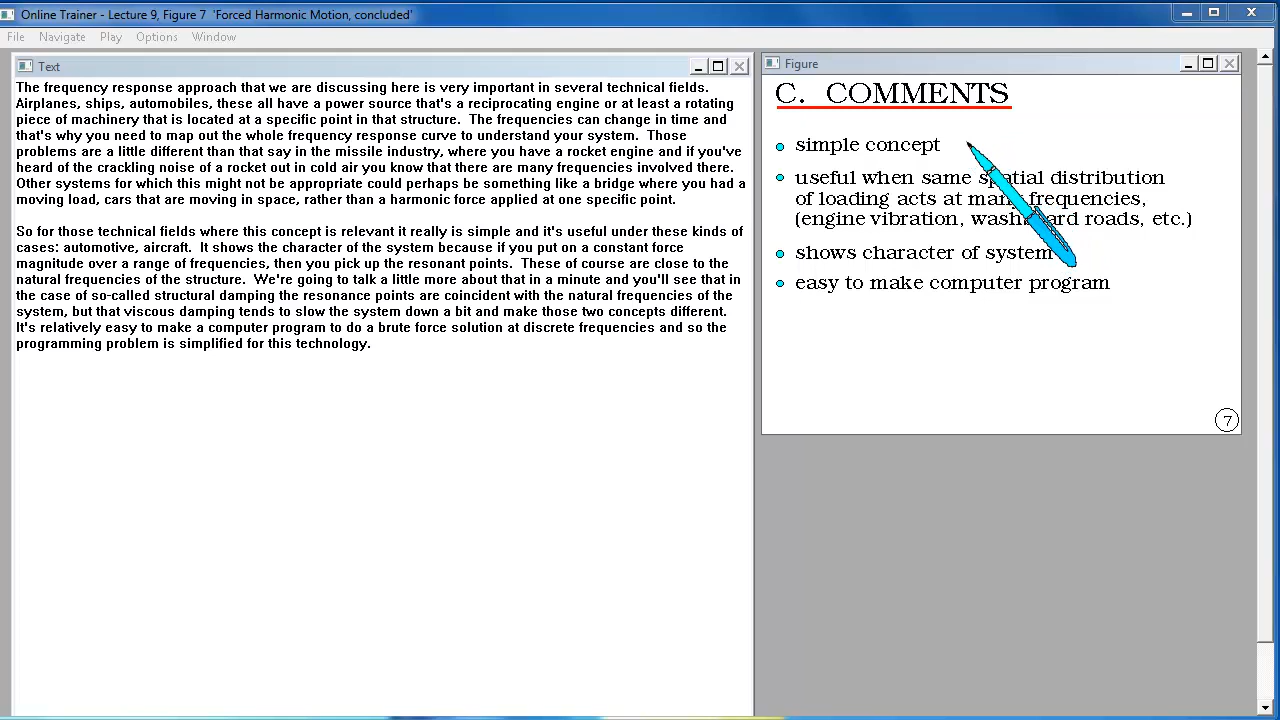 Online Trainer - Lecture 9, Figure 7 'Forced Harmonic Motion, concluded'
File Navigate Play Options Window
Text
The frequency response approach that we are discussing here is very important in several technical fields.
Airplanes, ships, automobiles, these all have a power source that's a reciprocating engine or at least a rotating
piece of machinery that is located at a specific point in that structure. The frequencies can change in time and
that's why you need to map out the whole frequency response curve to understand your system. Those
problems are a little different than that say in the missile industry, where you have a rocket engine and if you've
heard of the crackling noise of a rocket out in cold air you know that there are many frequencies involved there.
Other systems for which this might not be appropriate could perhaps be something like a bridge where you had a
moving load, cars that are moving in space, rather than a harmonic force applied at one specific point.
So for those technical fields where this concept is relevant it really is simple and it's useful under these kinds of
cases: automotive, aircraft. It shows the character of the system because if you put on a constant force
magnitude over a range of frequencies, then you pick up the resonant points. These of course are close to the
natural frequencies of the structure. We're going to talk a little more about that in a minute and you'll see that in
the case of so-called structural damping the resonance points are coincident with the natural frequencies of the
system, but that viscous damping tends to slow the system down a bit and make those two concepts different.
It's relatively easy to make a computer program to do a brute force solution at discrete frequencies and so the
programming problem is simplified for this technology.
Figure
C. COMMENTS
simple concept
useful when same spatial distribution
of loading acts at many frequencies,
(engine vibration, washboard roads, etc.)
shows character of system
easy to make computer program
7